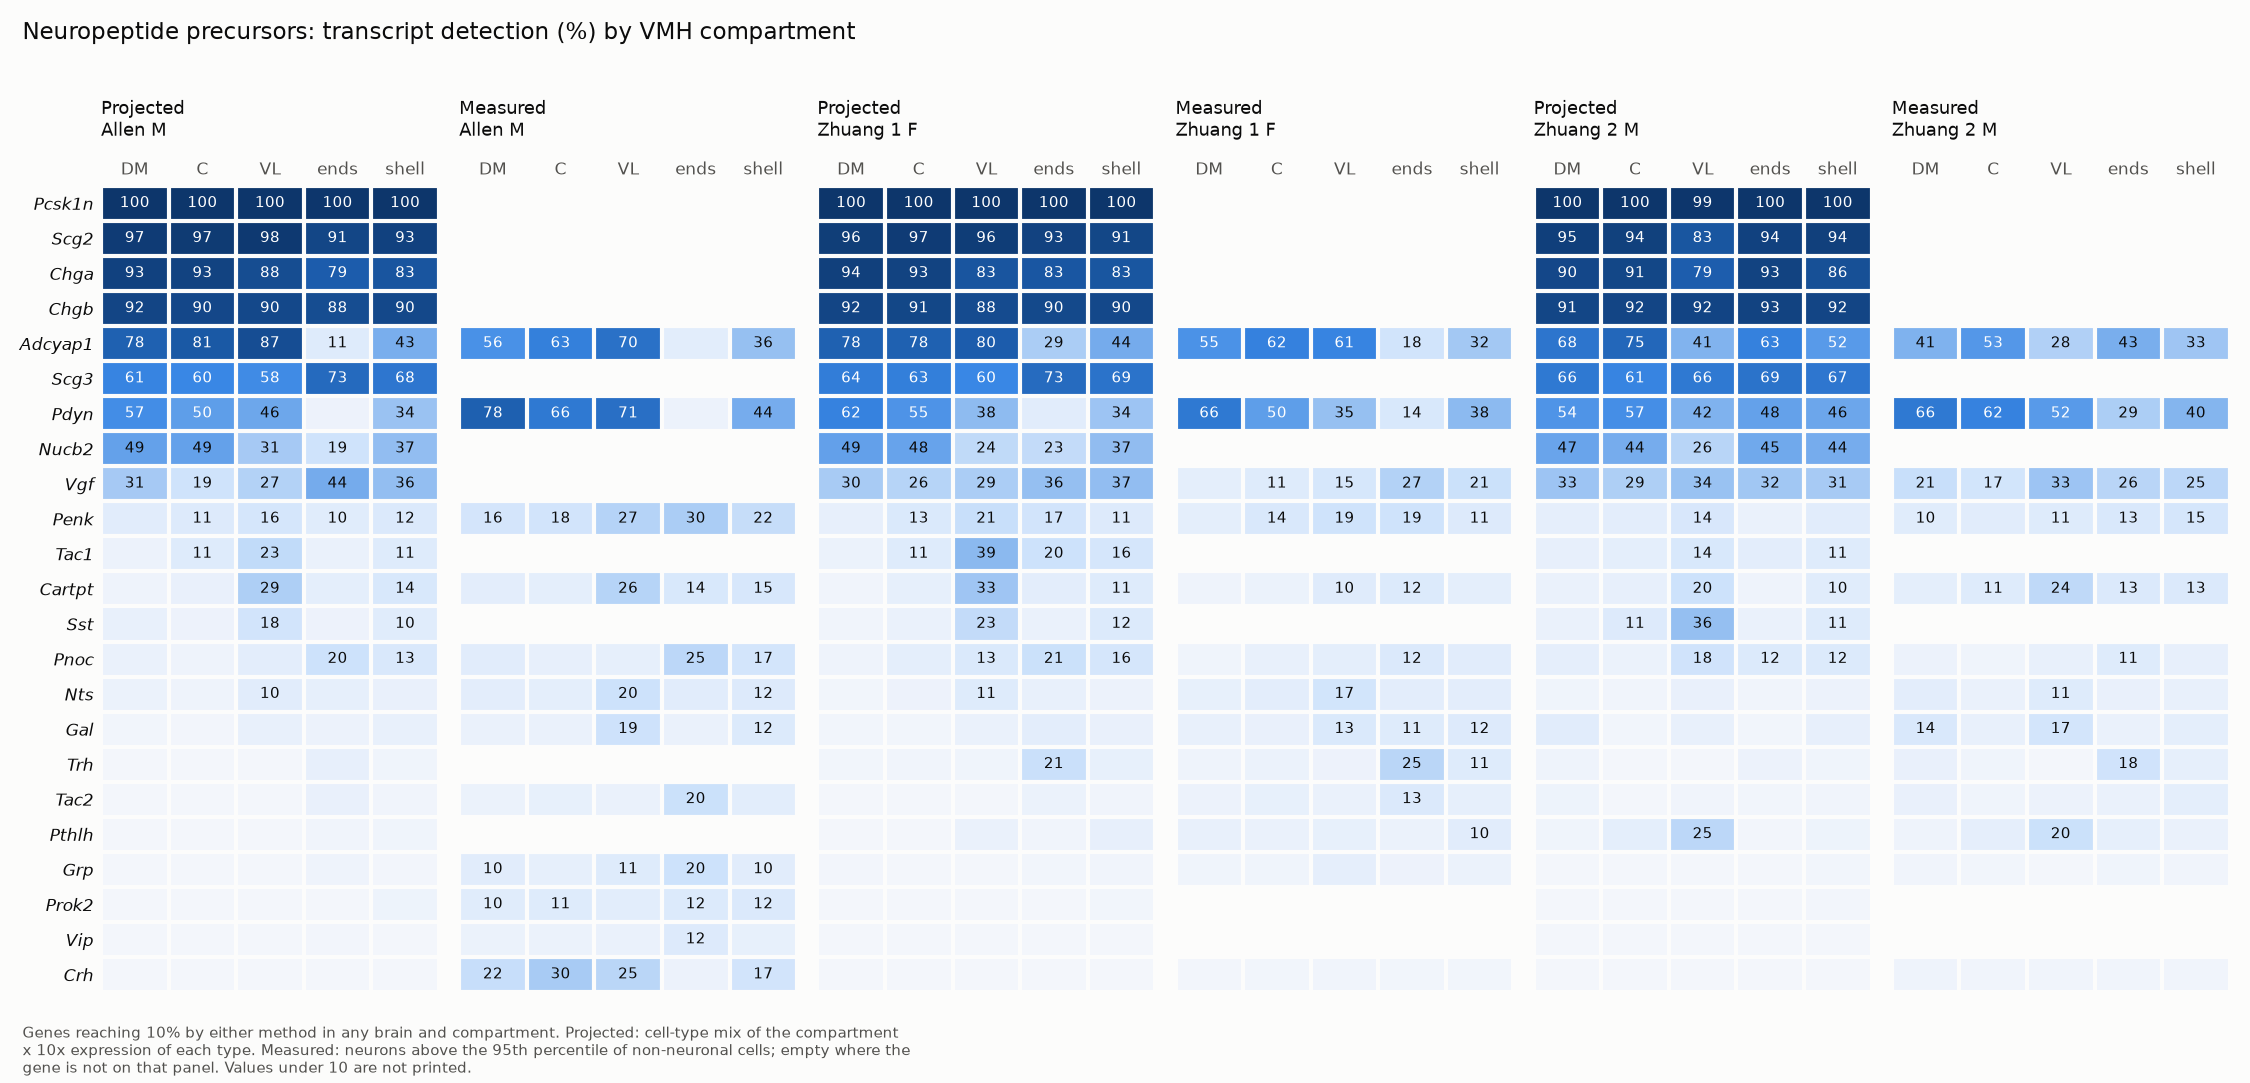 Neuropeptide precursors: transcript detection (%) by VMH compartment
Projected Measured Projected Measured Projected Measured
Allen M Allen M Zhuang 1 F Zhuang 1 F Zhuang 2 M Zhuang 2 M
DM C VL ends shell DM C VL ends shell DM C VL ends shell DM C VL ends shell DM C VL ends shell DM C VL ends shell
Pcsk1n 100 100 100 100 100 100 100 100 100 100 100 100 99 100 100
Scg2 97 97 98 91 93 96 97 96 93 91 95 94 83 94 94
Chga 93 93 88 79 83 94 93 83 83 83 90 91 79 93 86
Chgb 92 90 90 88 90 92 91 88 90 90 91 92 92 93 92
Adcyap1 78 81 87 11 43 56 63 70 36 78 78 80 29 44 55 62 61 18 32 68 75 41 63 52 41 53 28 43 33
Scg3 61 60 58 73 68 64 63 60 73 69 66 61 66 69 67
Pdyn 57 50 46 34 78 66 71 44 62 55 38 34 66 50 35 14 38 54 57 42 48 46 66 62 52 29 40
Nucb2 49 49 31 19 37 49 48 24 23 37 47 44 26 45 44
Vgf 31 19 27 44 36 30 26 29 36 37 11 15 27 21 33 29 34 32 31 21 17 33 26 25
Penk 11 16 10 12 16 18 27 30 22 13 21 17 11 14 19 19 11 14 10 11 13 15
Tac1 11 23 11 11 39 20 16 14 11
Cartpt 29 14 26 14 15 33 11 10 12 20 10 11 24 13 13
Sst 18 10 23 12 11 36 11
Pnoc 20 13 25 17 13 21 16 12 18 12 12 11
Nts 10 20 12 11 17 11
Gal 19 12 13 11 12 14 17
Trh 21 25 11 18
Tac2 20 13
Pthlh 10 25 20
Grp 10 11 20 10
Prok2 10 11 12 12
Vip 12
Crh 22 30 25 17
Genes reaching 10% by either method in any brain and compartment. Projected: cell-type mix of the compartment
x 10x expression of each type. Measured: neurons above the 95th percentile of non-neuronal cells; empty where the
gene is not on that panel. Values under 10 are not printed.